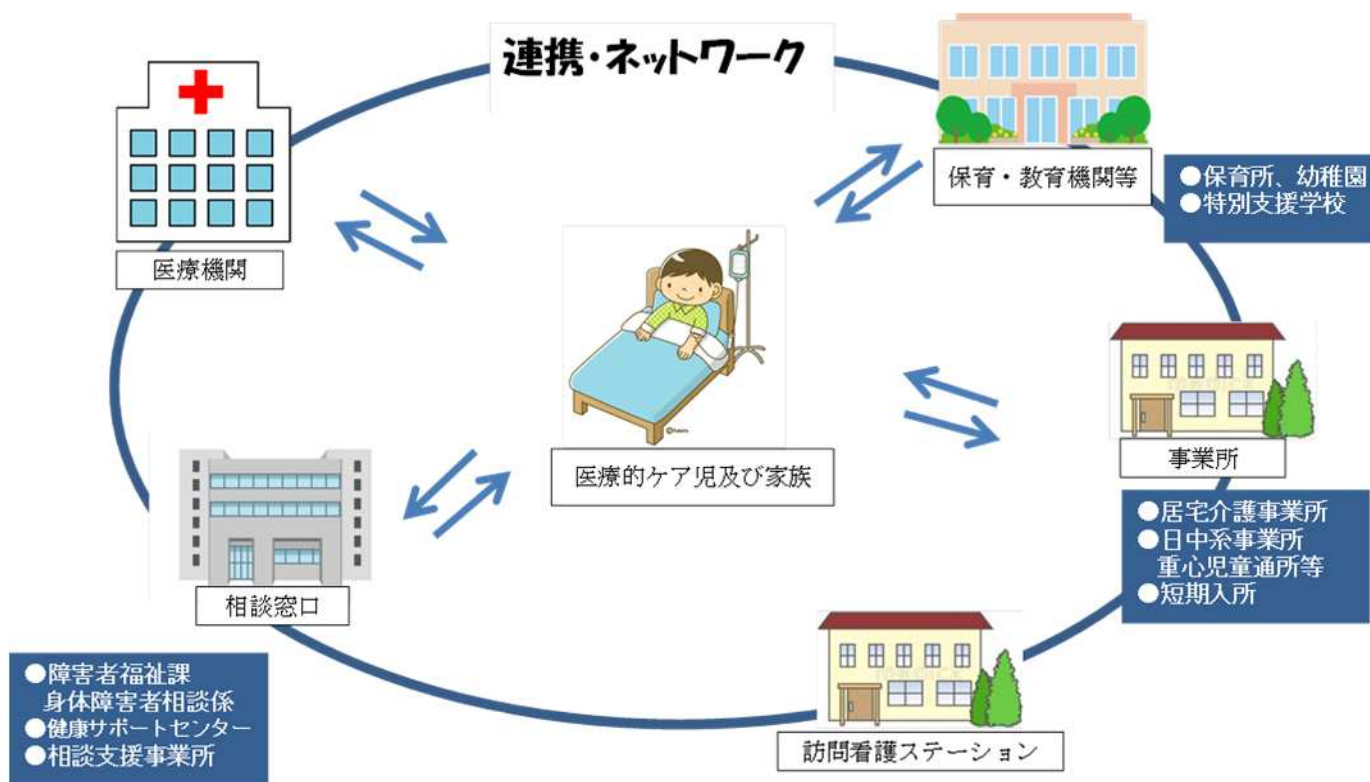 連携・ネットワーク
医療機関
保育・教育機関等
●保育所、幼稚園
●特別支援学校
医療的ケア児及び家族
事業所
●居宅介護事業所
●日中系事業所
重心児童通所等
●短期入所
相談窓口
●障害者福祉課
身体障害者相談係
●健康サポートセンター
●相談支援事業所
訪問看護ステーション